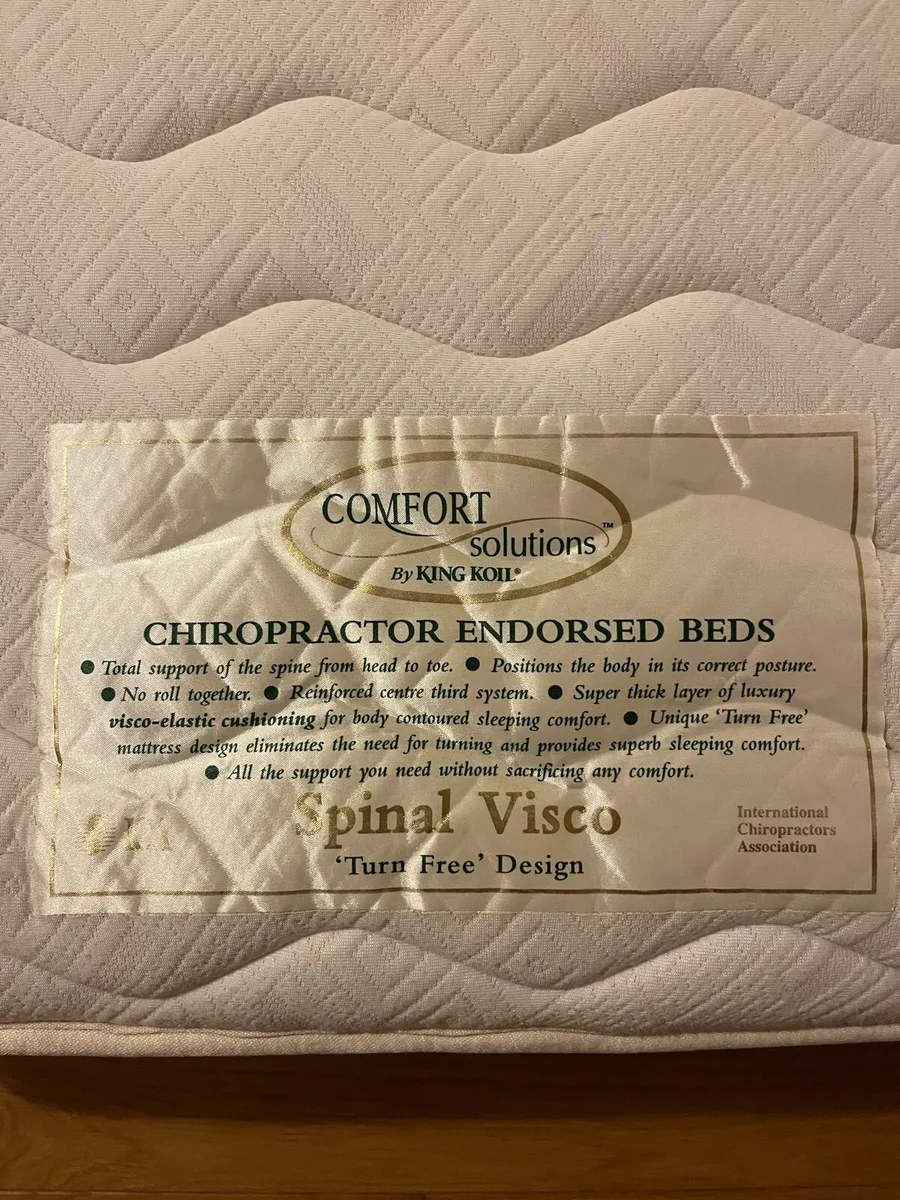 COMFORT
solutions™
By KING KOIL®
CHIROPRACTOR ENDORSED BEDS
● Total support of the spine from head to toe. ● Positions the body in its correct posture.
● No roll together. ● Reinforced centre third system. ● Super thick layer of luxury
visco-elastic cushioning for body contoured sleeping comfort. ● Unique ‘Turn Free’
mattress design eliminates the need for turning and provides superb sleeping comfort.
● All the support you need without sacrificing any comfort.
Spinal Visco
‘Turn Free’ Design
International
Chiropractors
Association